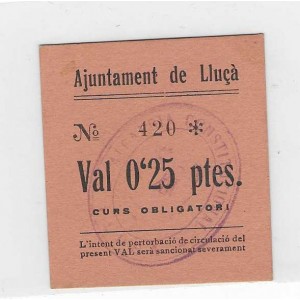 Ajuntament de Lluçà
No 420 *
Val 0'25 ptes.
CURS OBLIGATORI
L'intent de pertorbació de circulació del
present VAL serà sancionat severament